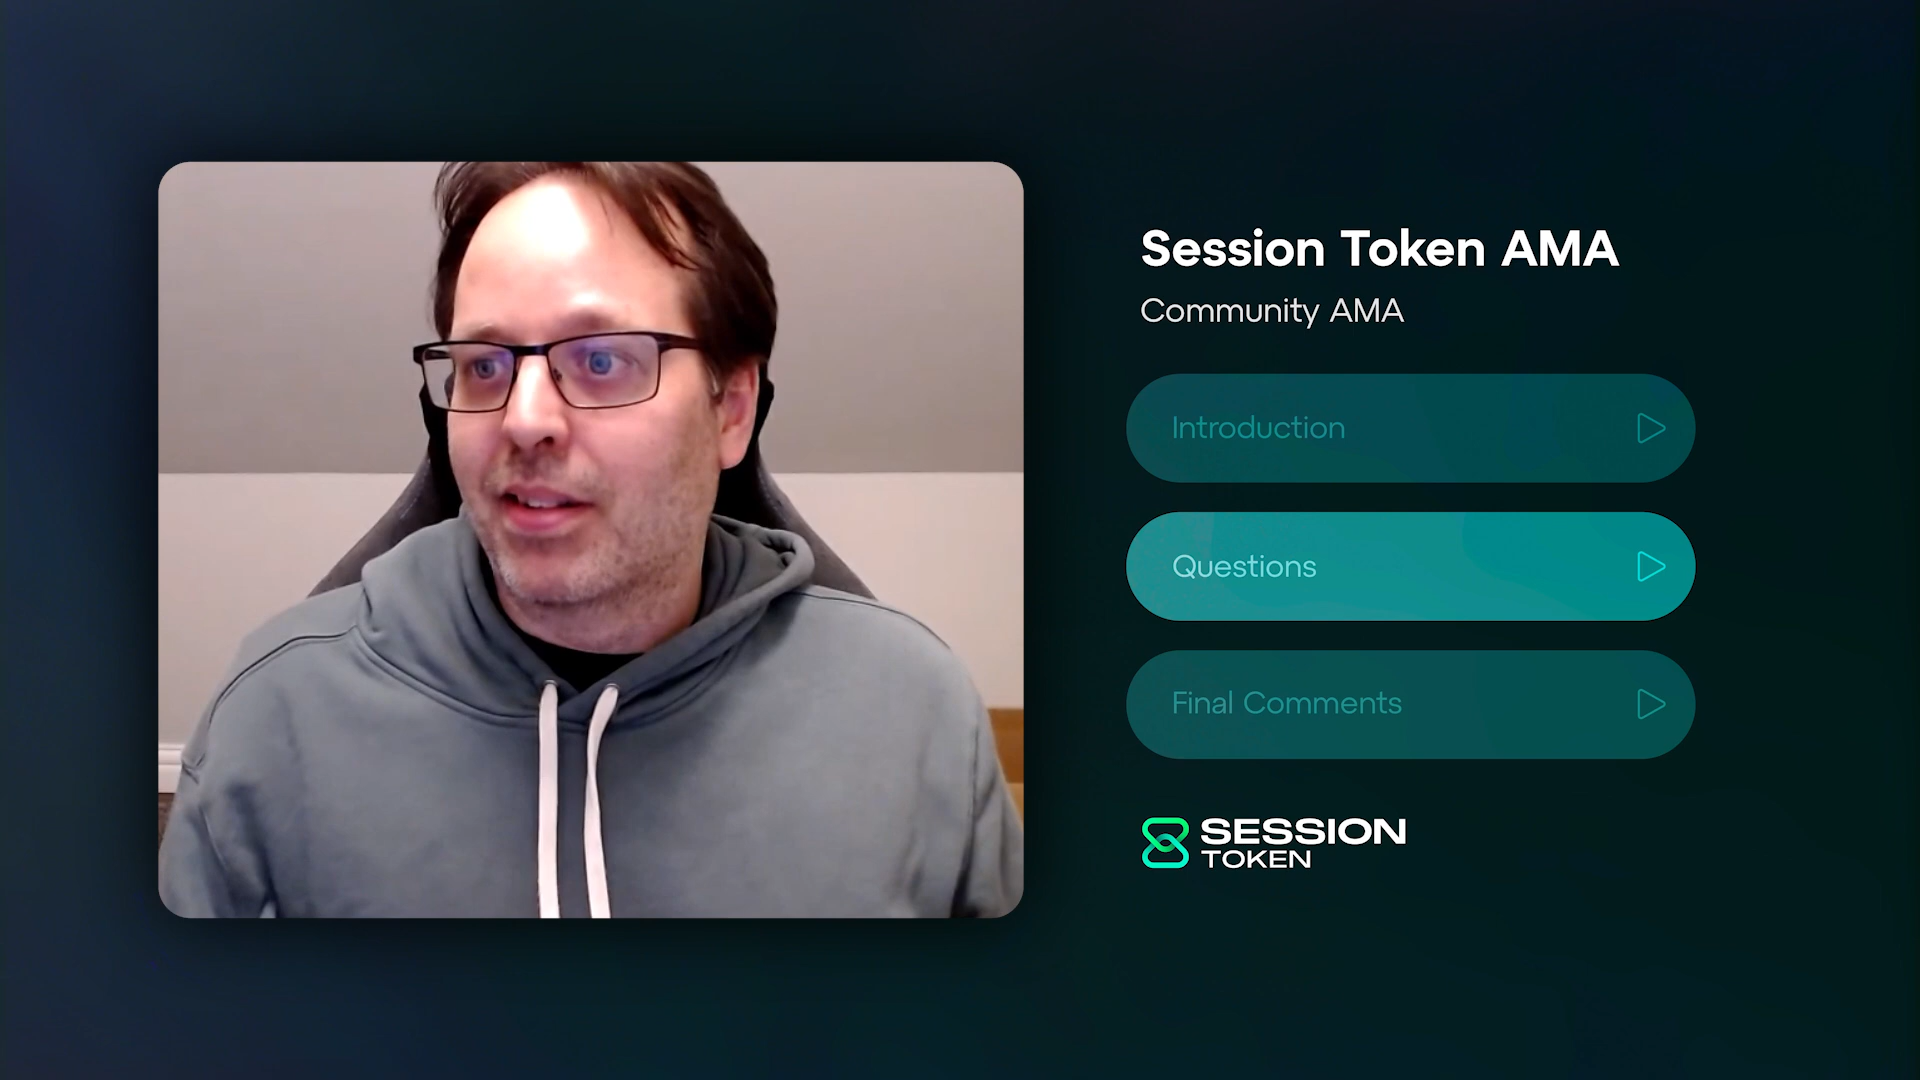 Session Token AMA
Community AMA
Introduction
Questions
Final Comments
SESSION
TOKEN